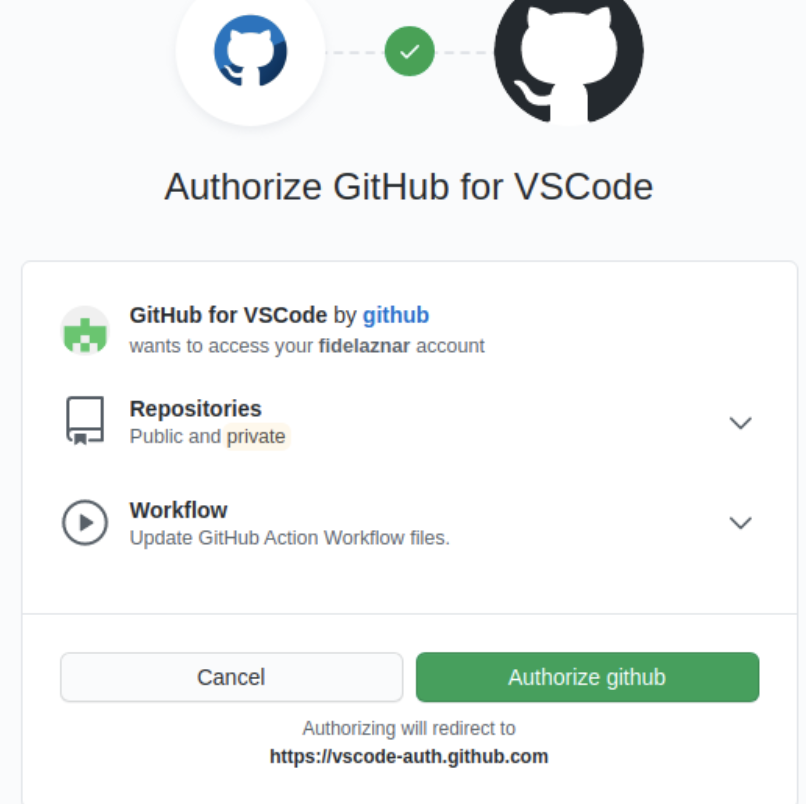 Authorize GitHub for VSCode
GitHub for VSCode by github
wants to access your fidelaznar account
Repositories
Public and private
Workflow
Update GitHub Action Workflow files.
Cancel
Authorize github
Authorizing will redirect to
https://vscode-auth.github.com